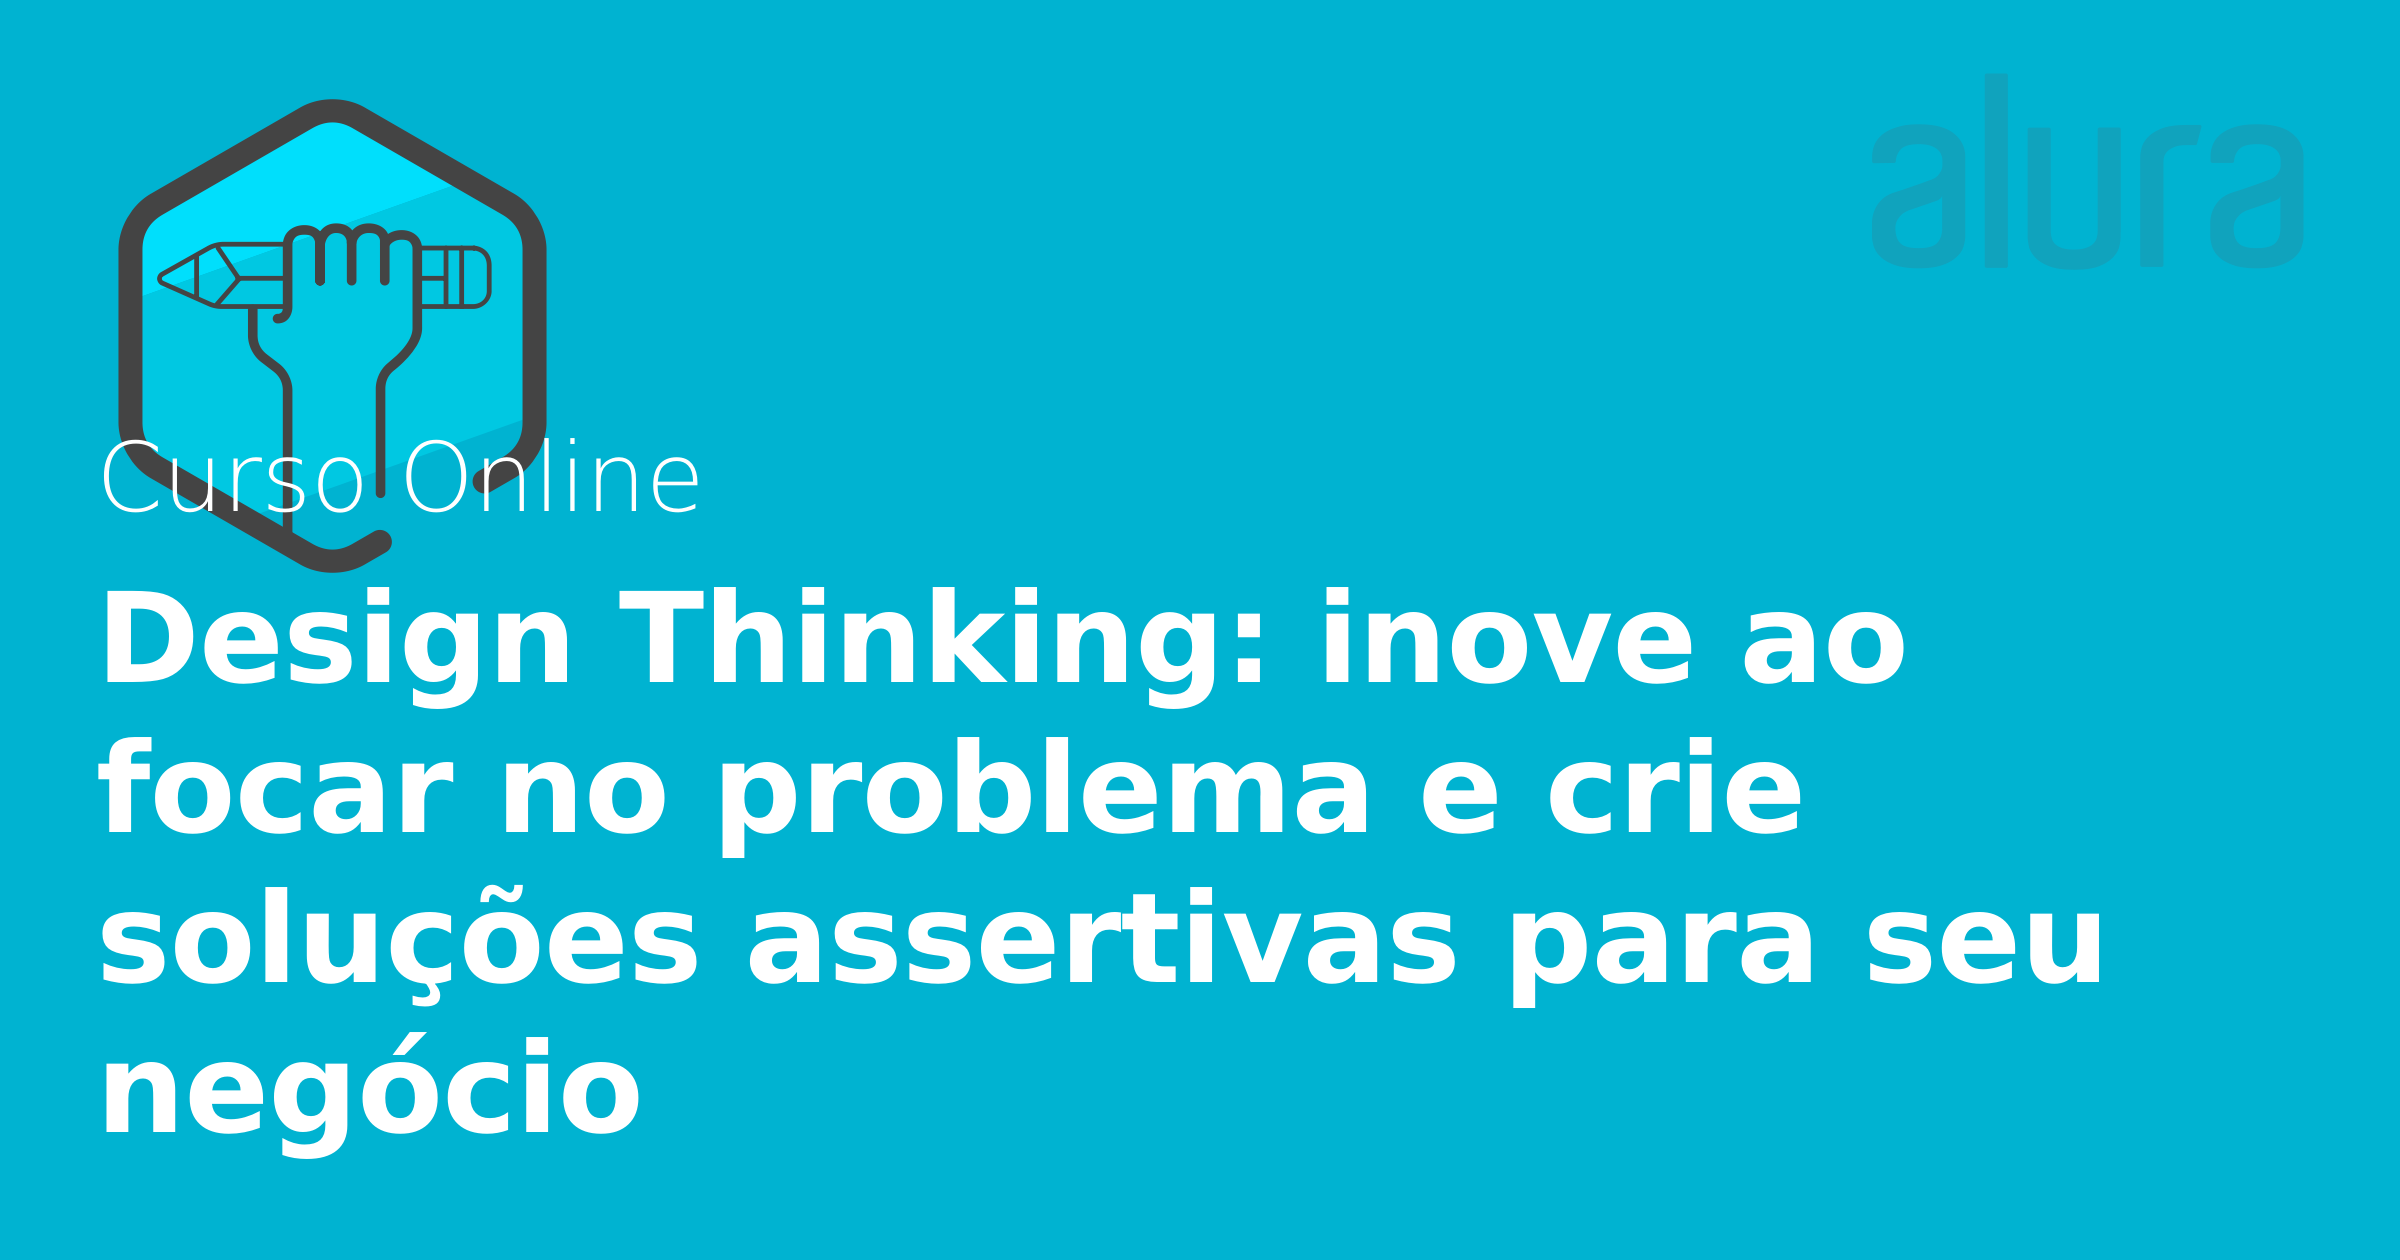 alura
Curso Online
Design Thinking: inove ao
focar no problema e crie
soluções assertivas para seu
negócio